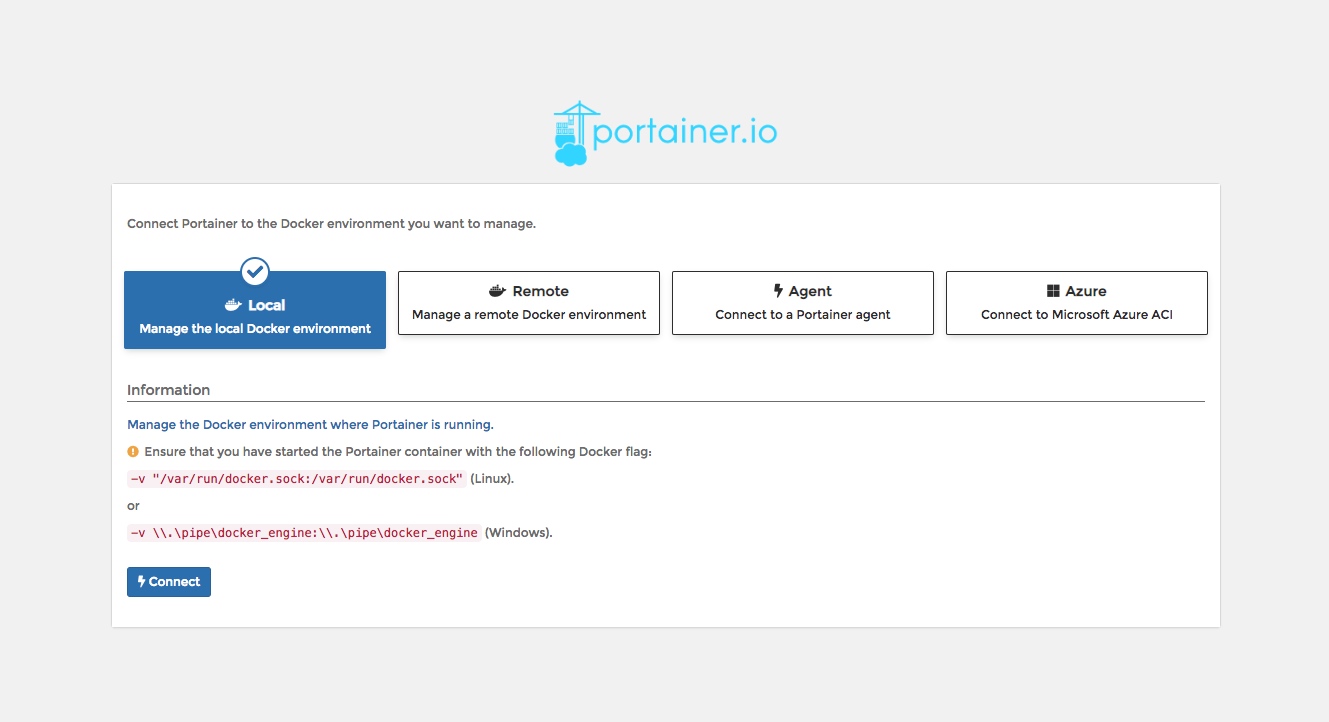 portainer.io
Connect Portainer to the Docker environment you want to manage.
Local
Manage the local Docker environment
Remote
Manage a remote Docker environment
Agent
Connect to a Portainer agent
Azure
Connect to Microsoft Azure ACI
Information
Manage the Docker environment where Portainer is running.
Ensure that you have started the Portainer container with the following Docker flag:
-v "/var/run/docker.sock:/var/run/docker.sock" (Linux).
or
-v \\.\pipe\docker_engine:\\.\pipe\docker_engine (Windows).
Connect